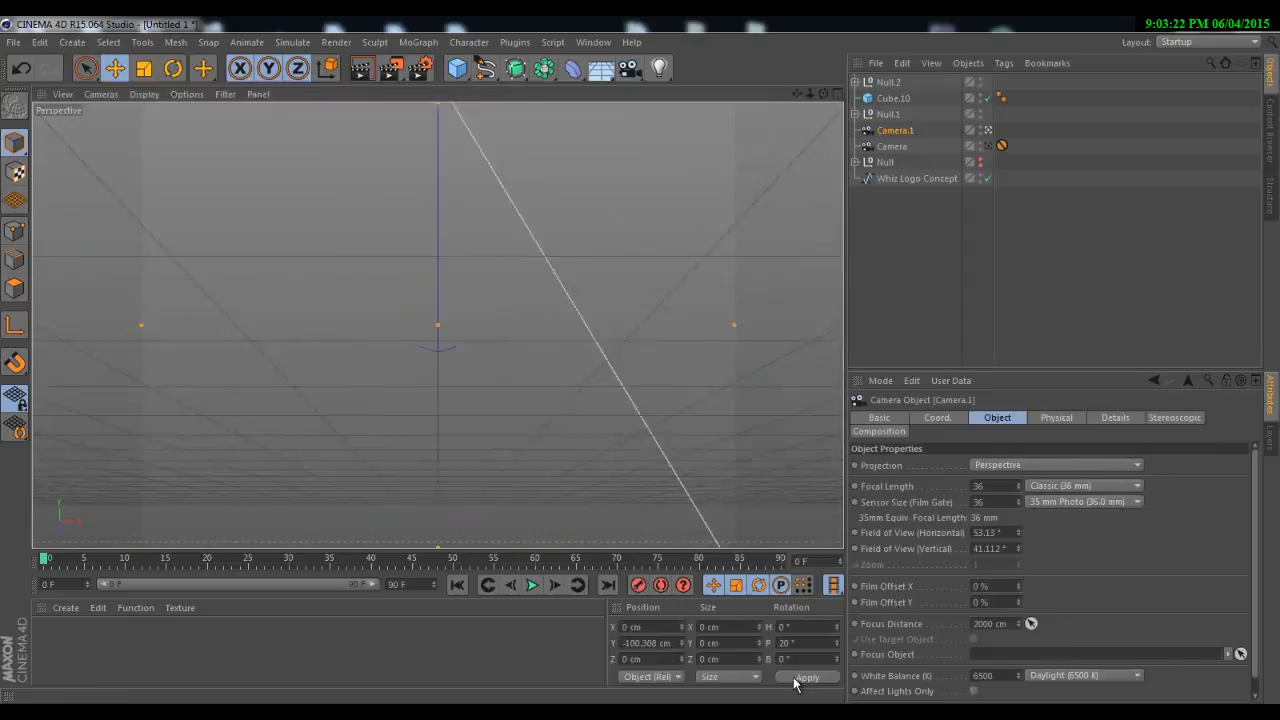 CINEMA 4D R15.064 Studio - [Untitled 1 *]
9:03:22 PM 06/04/2015
File Edit Create Select Tools Mesh Snap Animate Simulate Render Sculpt MoGraph Character Plugins Script Window Help
Layout: Startup
X Y Z
File Edit View Objects Tags Bookmarks
View Cameras Display Options Filter Panel
Perspective
Null.2
Cube.10
Null.1
Camera.1
Camera
Null
Whiz Logo Concept
Objects
Content Browser
Structure
Mode Edit User Data
Camera Object [Camera.1]
Basic Coord. Object Physical Details Stereoscopic
Composition
Object Properties
Projection Perspective
Focal Length 36 Classic (36 mm)
Sensor Size (Film Gate) 36 35 mm Photo (36.0 mm)
35mm Equiv. Focal Length: 36 mm
Field of View (Horizontal) 53.13 °
Field of View (Vertical) 41.112 °
Zoom 1
Film Offset X 0 %
Film Offset Y 0 %
Focus Distance 2000 cm
Use Target Object
Focus Object
White Balance (K) 6500 Daylight (6500 K)
Affect Lights Only
Attributes
Layers
0 5 10 15 20 25 30 35 40 45 50 55 60 65 70 75 80 85 90 0 F
0 F 0 F 90 F 90 F
Create Edit Function Texture
Position Size Rotation
X 0 cm X 0 cm H 0 °
Y -100.308 cm Y 0 cm P 20 °
Z 0 cm Z 0 cm B 0 °
Object (Rel) Size Apply
MAXON
CINEMA 4D